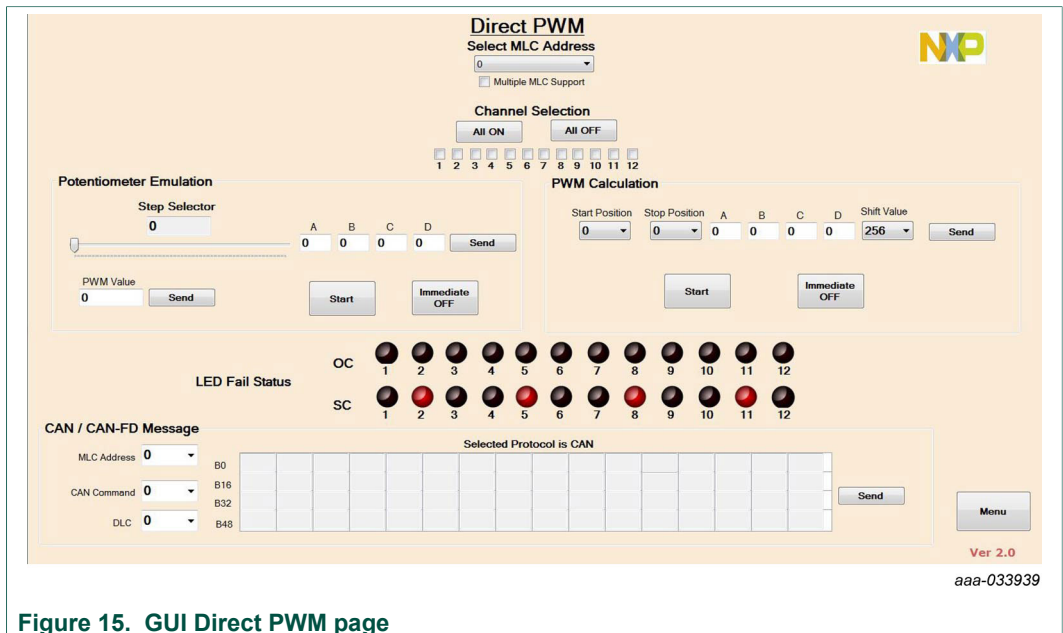 Direct PWM
NXP
Select MLC Address
0
Multiple MLC Support
Channel Selection
All ON All OFF
1 2 3 4 5 6 7 8 9 10 11 12
Potentiometer Emulation
Step Selector
0
A B C D
0 0 0 0 Send
PWM Value
0 Send
Start
Immediate
OFF
PWM Calculation
Start Position Stop Position A B C D Shift Value
0 0 0 0 0 0 256 Send
Start
Immediate
OFF
LED Fail Status
OC
1 2 3 4 5 6 7 8 9 10 11 12
SC
1 2 3 4 5 6 7 8 9 10 11 12
CAN / CAN-FD Message
Selected Protocol is CAN
MLC Address 0
CAN Command 0
DLC 0
B0
B16
B32
B48
Send
Menu
Ver 2.0
aaa-033939
Figure 15. GUI Direct PWM page